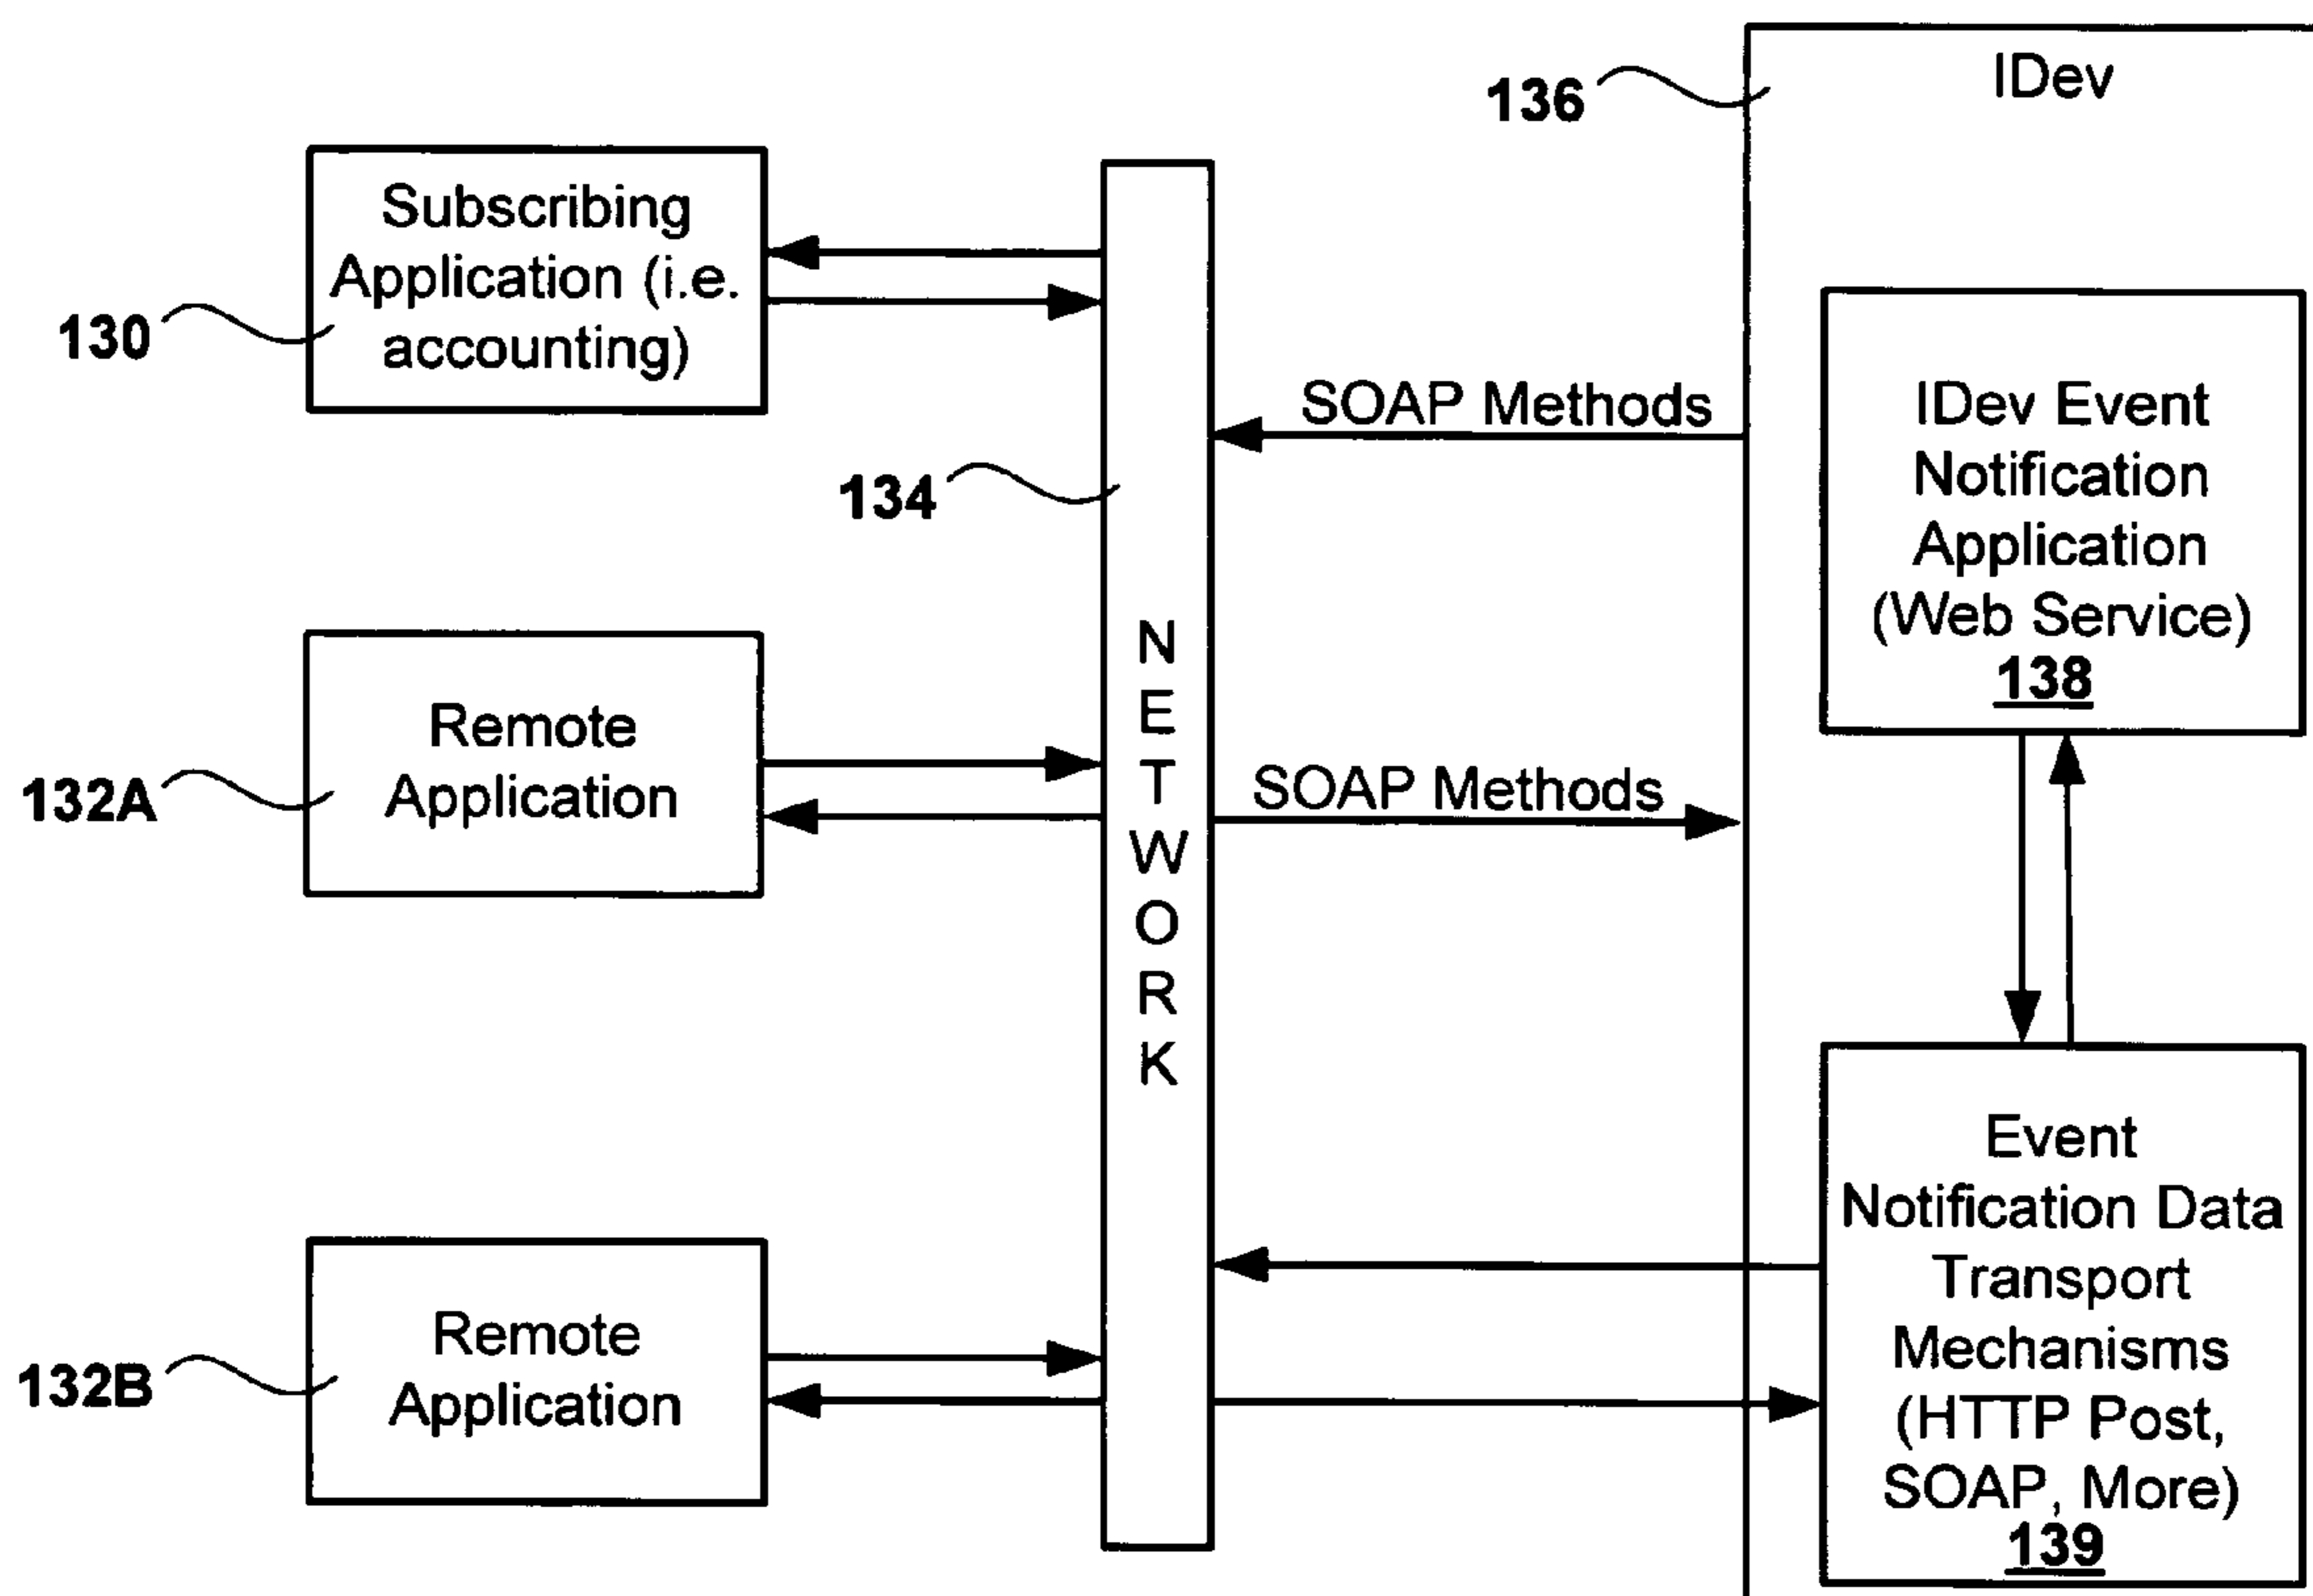 IDev
136
Subscribing
Application (i.e.
accounting)
130
SOAP Methods
134
IDev Event
Notification
Application
(Web Service)
138
Remote
Application
132A
SOAP Methods
N
E
T
W
O
R
K
Event
Notification Data
Transport
Mechanisms
(HTTP Post,
SOAP, More)
139
Remote
Application
132B